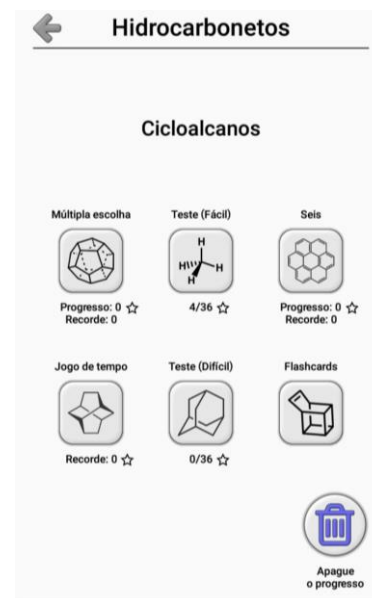 Hidrocarbonetos
Cicloalcanos
Múltipla escolha
Teste (Fácil)
Seis
H
H
H
H
Progresso: 0 ☆
Recorde: 0
4/36 ☆
Progresso: 0 ☆
Recorde: 0
Jogo de tempo
Teste (Difícil)
Flashcards
Recorde: 0 ☆
0/36 ☆
Apague
o progresso